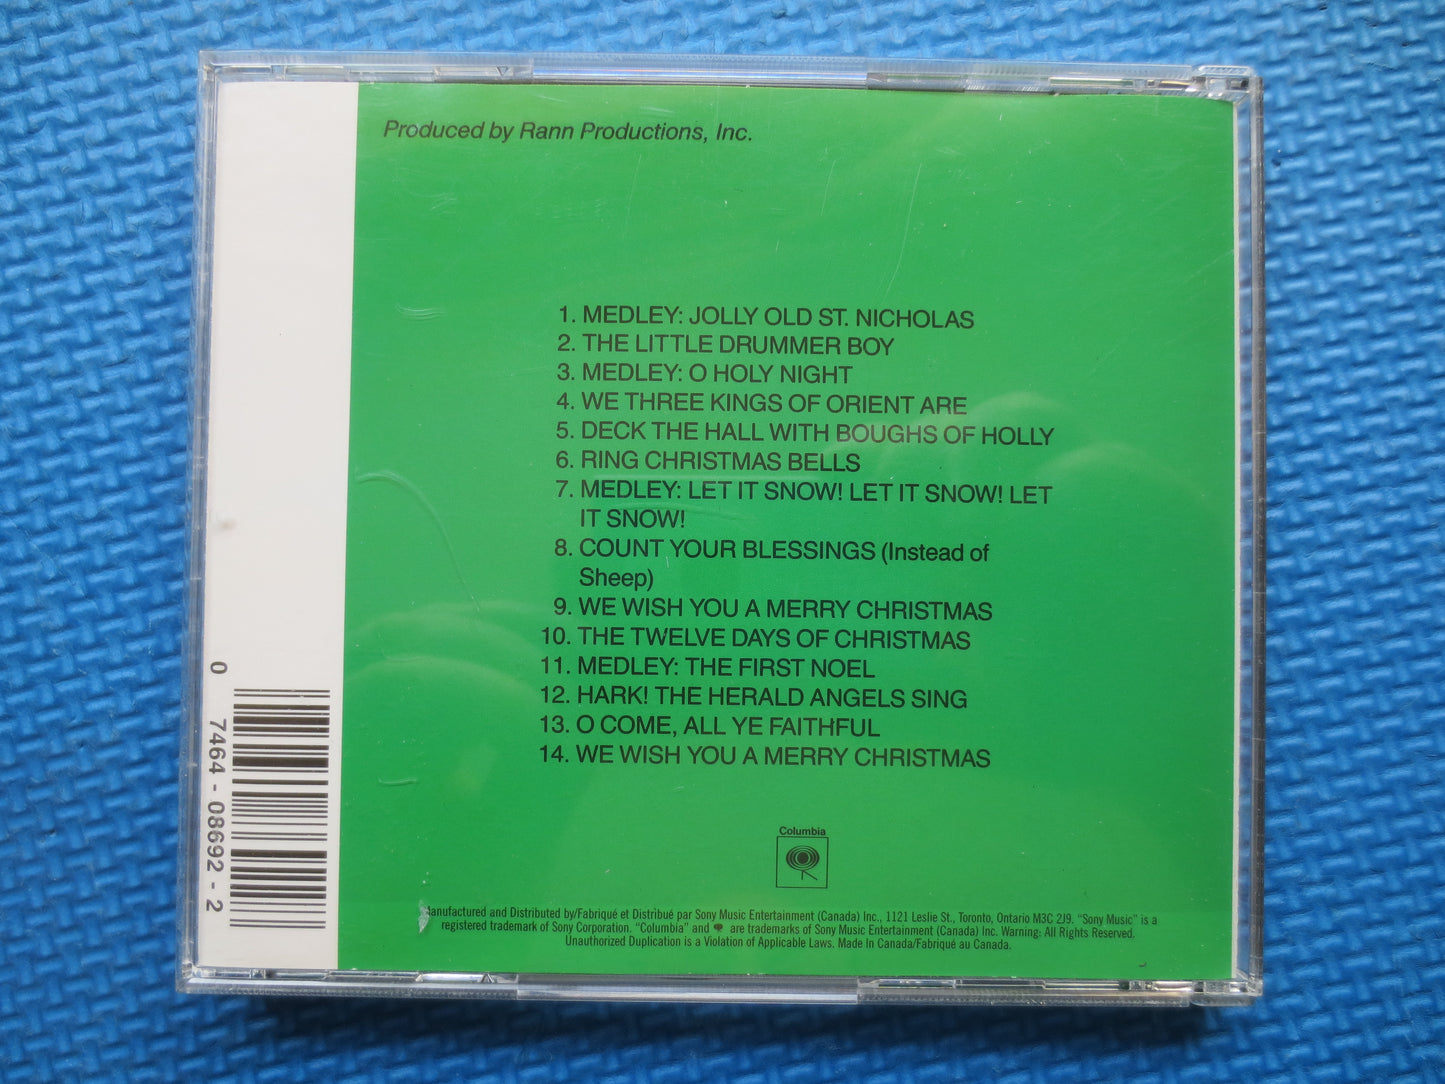 Produced by Rann Productions, Inc.
1. MEDLEY: JOLLY OLD ST. NICHOLAS
2. THE LITTLE DRUMMER BOY
3. MEDLEY: O HOLY NIGHT
4. WE THREE KINGS OF ORIENT ARE
5. DECK THE HALL WITH BOUGHS OF HOLLY
6. RING CHRISTMAS BELLS
7. MEDLEY: LET IT SNOW! LET IT SNOW! LET
IT SNOW!
8. COUNT YOUR BLESSINGS (Instead of
Sheep)
9. WE WISH YOU A MERRY CHRISTMAS
10. THE TWELVE DAYS OF CHRISTMAS
11. MEDLEY: THE FIRST NOEL
12. HARK! THE HERALD ANGELS SING
13. O COME, ALL YE FAITHFUL
14. WE WISH YOU A MERRY CHRISTMAS
0 7464-08692-2
Columbia
Manufactured and Distributed by/Fabriqué et Distribué par Sony Music Entertainment (Canada) Inc., 1121 Leslie St., Toronto, Ontario M3C 2J9. "Sony Music" is a
registered trademark of Sony Corporation. "Columbia" and are trademarks of Sony Music Entertainment (Canada) Inc. Warning: All Rights Reserved.
Unauthorized Duplication is a Violation of Applicable Laws. Made In Canada/Fabriqué au Canada.